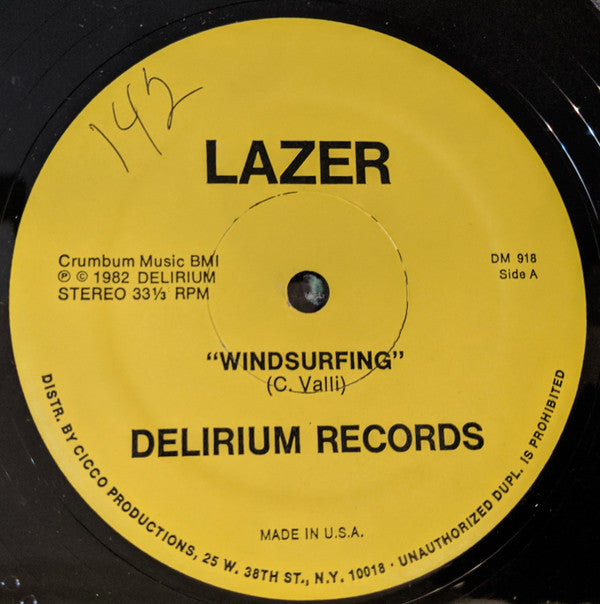 142
LAZER
Crumbum Music BMI
℗ © 1982 DELIRIUM
STEREO 33⅓ RPM
DM 918
Side A
“WINDSURFING”
(C. Valli)
DELIRIUM RECORDS
MADE IN U.S.A.
DISTR. BY CICCO PRODUCTIONS, 25 W. 38TH ST., N.Y. 10018 · UNAUTHORIZED DUPL. IS PROHIBITED